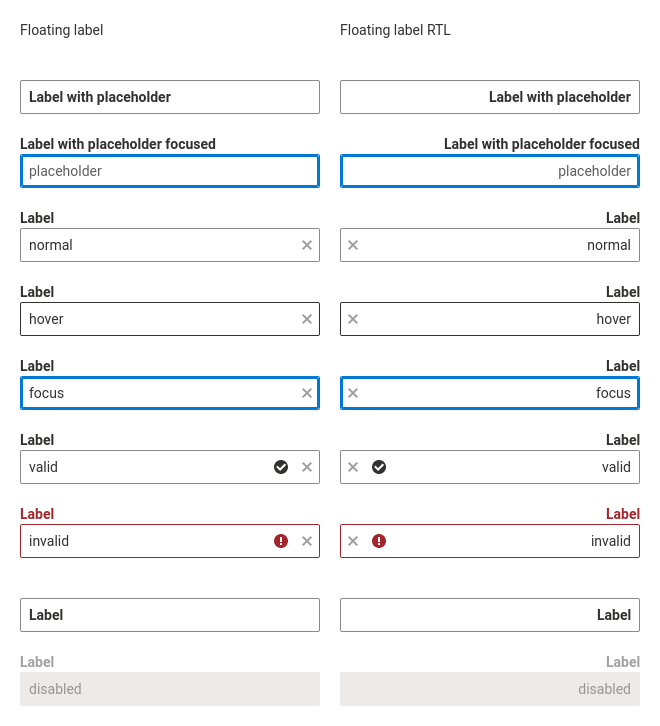 Floating label
Floating label RTL
Label with placeholder
Label with placeholder
Label with placeholder focused
Label with placeholder focused
placeholder
placeholder
Label
Label
normal
normal
Label
Label
hover
hover
Label
Label
focus
focus
Label
Label
valid
valid
Label
Label
invalid
invalid
Label
Label
Label
Label
disabled
disabled